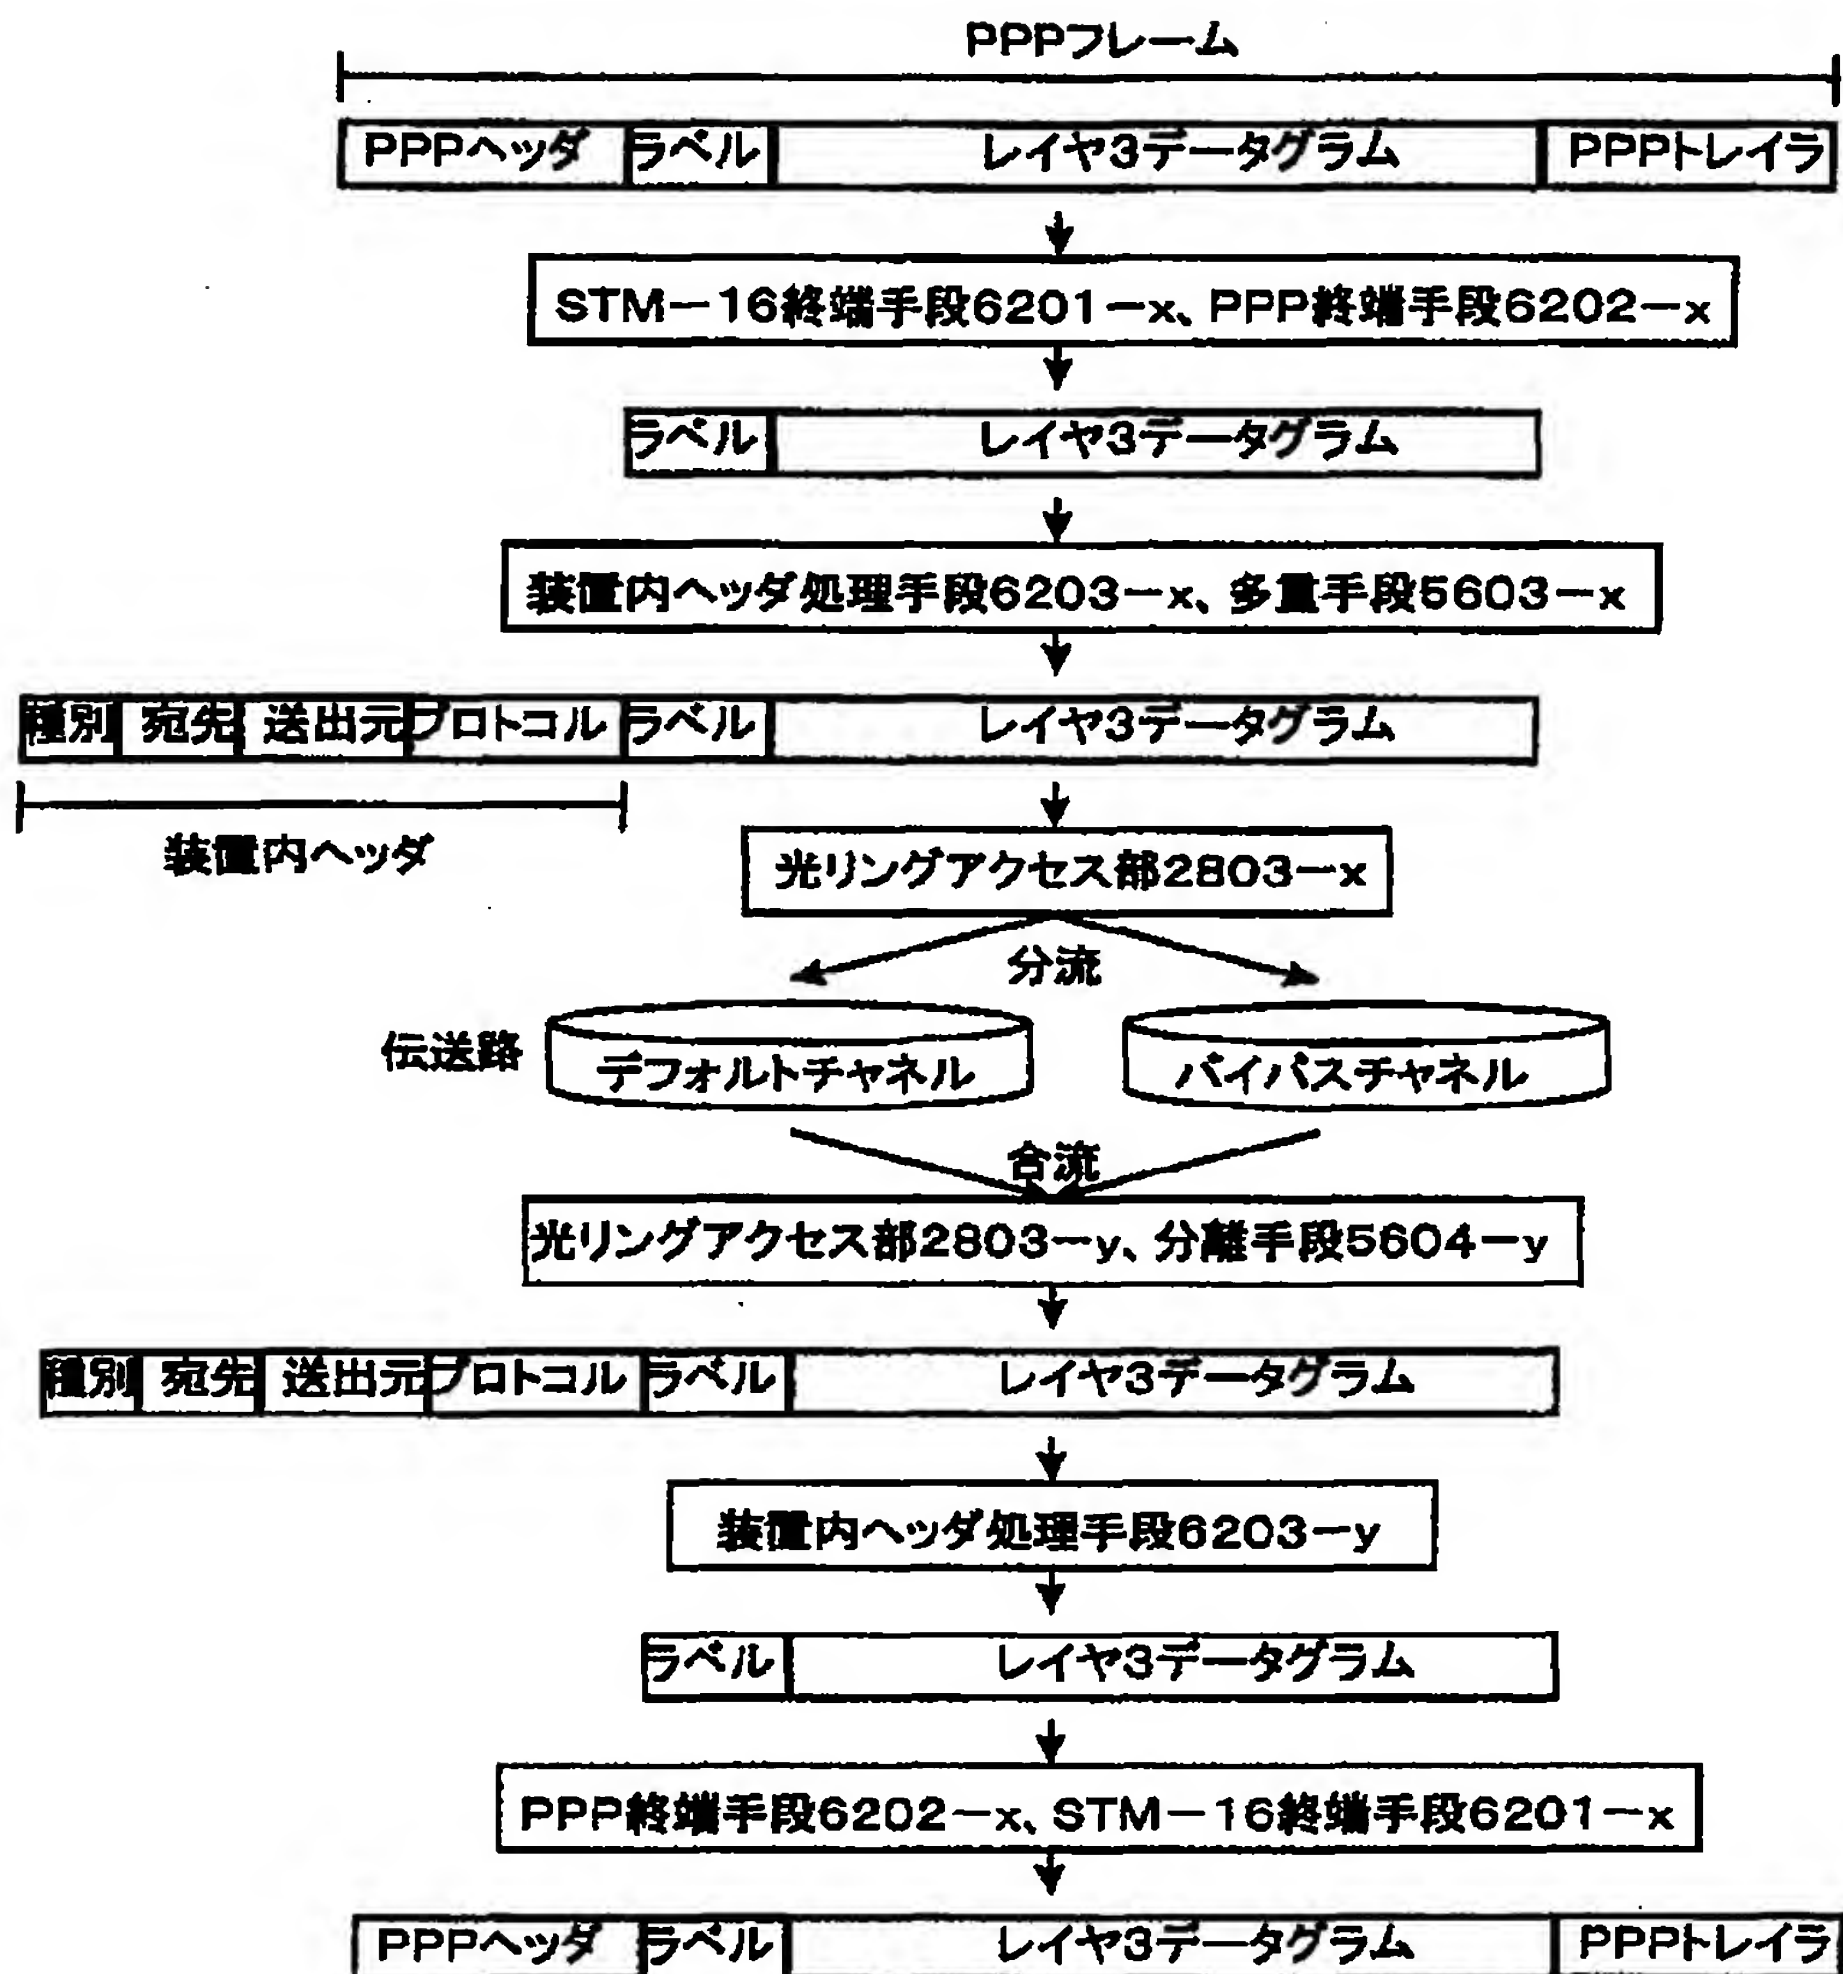 PPPフレーム
PPPヘッダ ラベル レイヤ3データグラム PPPトレイラ
STM－16終端手段6201－x、PPP終端手段6202－x
ラベル レイヤ3データグラム
装置内ヘッダ処理手段6203－x、多重手段5603－x
種別 宛先 送出元 プロトコル ラベル レイヤ3データグラム
装置内ヘッダ
光リングアクセス部2803－x
分流
伝送路 デフォルトチャネル バイパスチャネル
合流
光リングアクセス部2803－y、分離手段5604－y
種別 宛先 送出元 プロトコル ラベル レイヤ3データグラム
装置内ヘッダ処理手段6203－y
ラベル レイヤ3データグラム
PPP終端手段6202－x、STM－16終端手段6201－x
PPPヘッダ ラベル レイヤ3データグラム PPPトレイラ